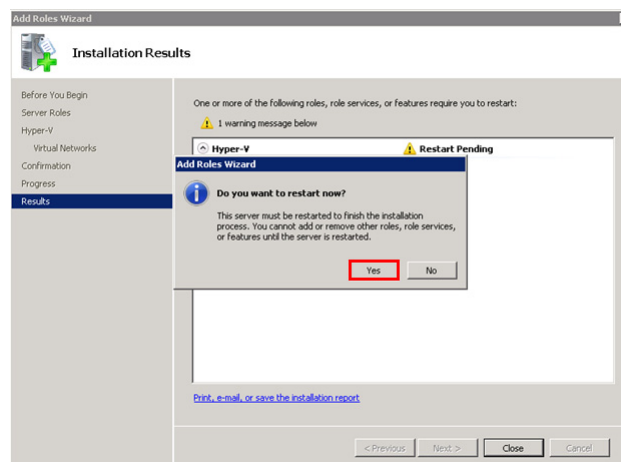 Add Roles Wizard
Installation Results
Before You Begin
Server Roles
Hyper-V
Virtual Networks
Confirmation
Progress
Results
One or more of the following roles, role services, or features require you to restart:
1 warning message below
Hyper-V Restart Pending
Add Roles Wizard
Do you want to restart now?
This server must be restarted to finish the installation
process. You cannot add or remove other roles, role services,
or features until the server is restarted.
Yes No
Print, e-mail, or save the installation report
< Previous Next > Close Cancel